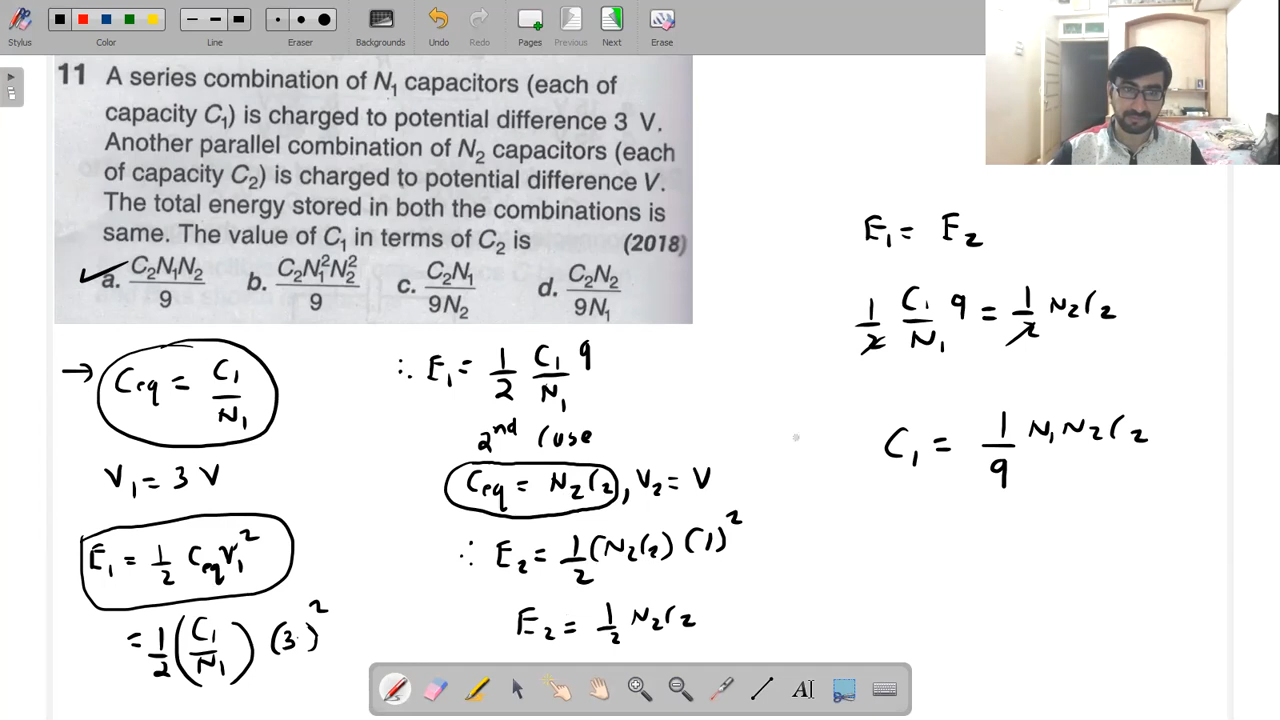 Stylus
Color
Line
Eraser
Backgrounds
Undo
Redo
Pages
Previous
Next
Erase
11 A series combination of N₁ capacitors (each of
capacity C₁) is charged to potential difference 3 V.
Another parallel combination of N₂ capacitors (each
of capacity C₂) is charged to potential difference V.
The total energy stored in both the combinations is
same. The value of C₁ in terms of C₂ is (2018)
a. C₂N₁N₂/9 b. C₂N₁²N₂²/9 c. C₂N₁/9N₂ d. C₂N₂/9N₁
→ Ceq = C₁/N₁
V₁ = 3 V
E₁ = 1/2 Ceq V₁²
= 1/2 (C₁/N₁) (3)²
∴ E₁ = 1/2 C₁/N₁ 9
2nd Case
Ceq = N₂C₂, V₂ = V
∴ E₂ = 1/2 (N₂C₂) (1)²
E₂ = 1/2 N₂C₂
E₁ = E₂
1/2 C₁/N₁ 9 = 1/2 N₂C₂
C₁ = 1/9 N₁N₂C₂
AI